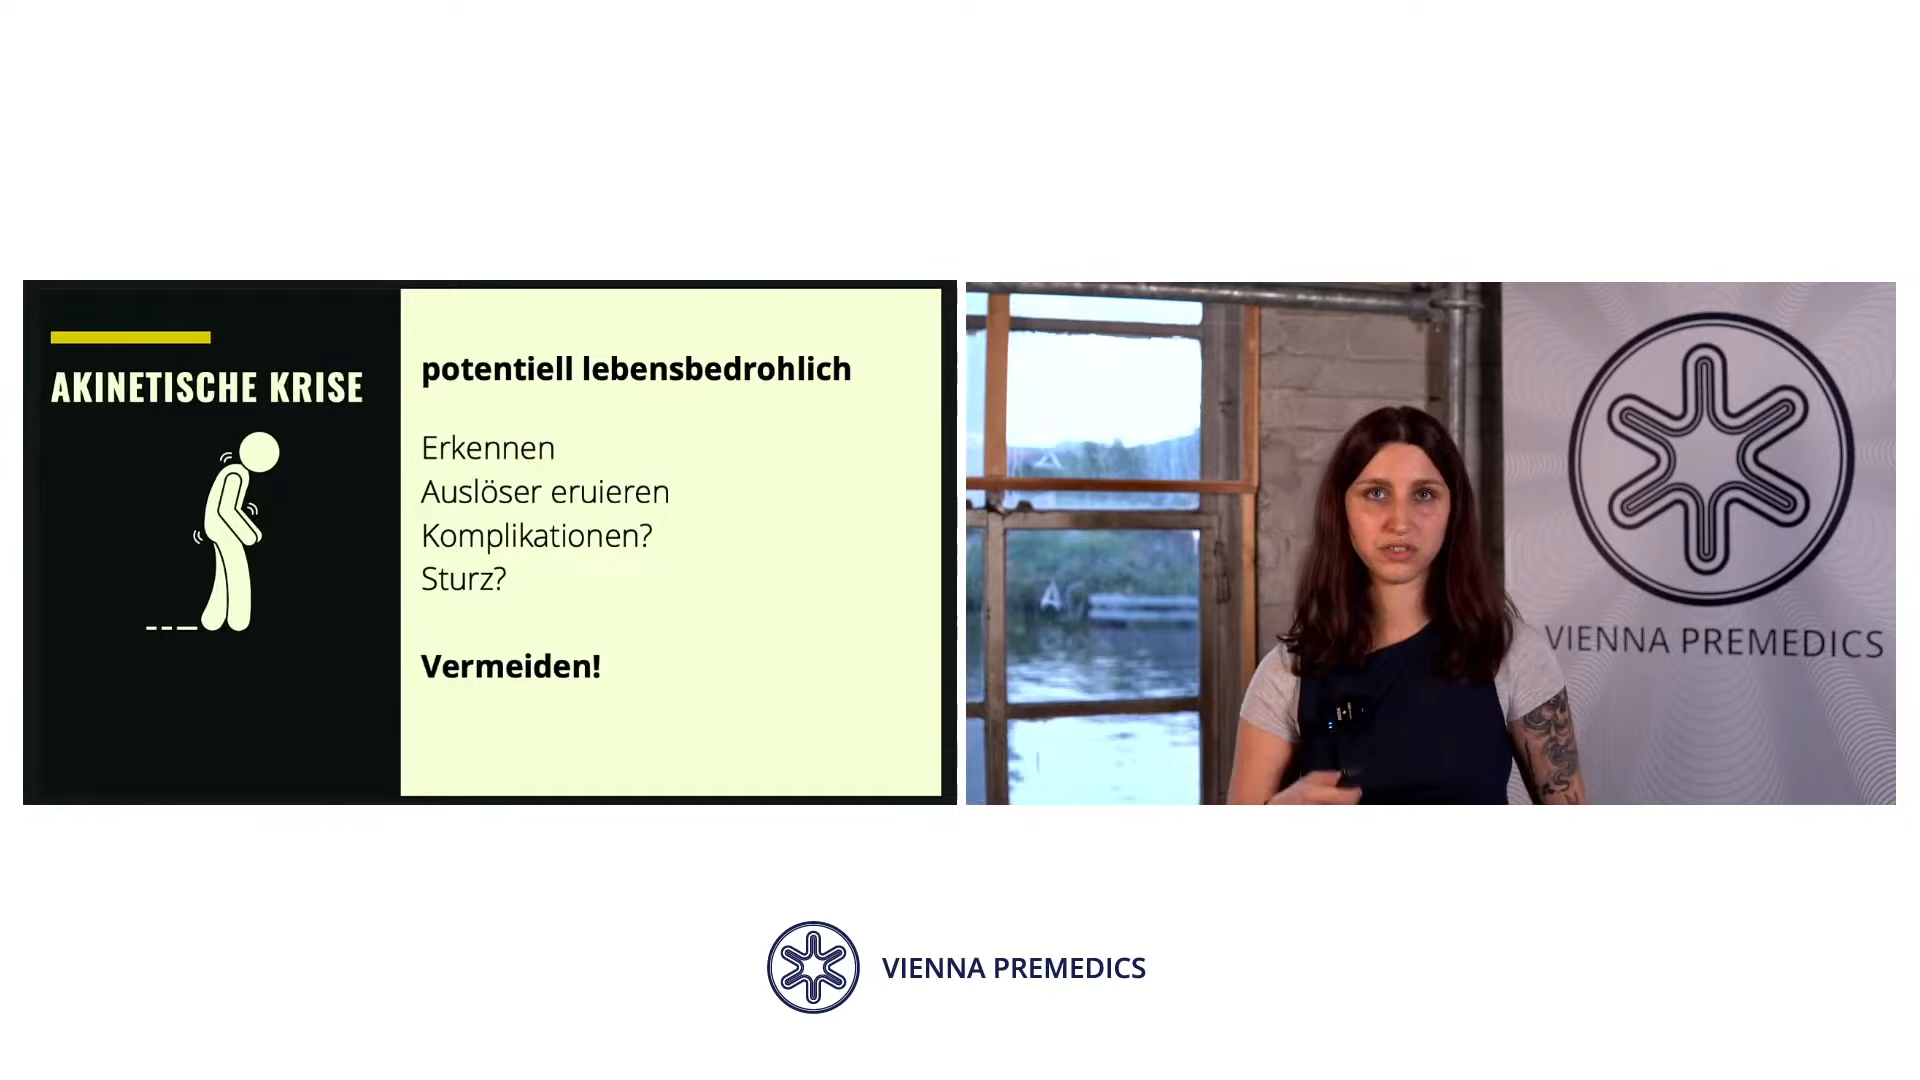 AKINETISCHE KRISE
potentiell lebensbedrohlich
Erkennen
Auslöser eruieren
Komplikationen?
Sturz?
Vermeiden!
VIENNA PREMEDICS
VIENNA PREMEDICS